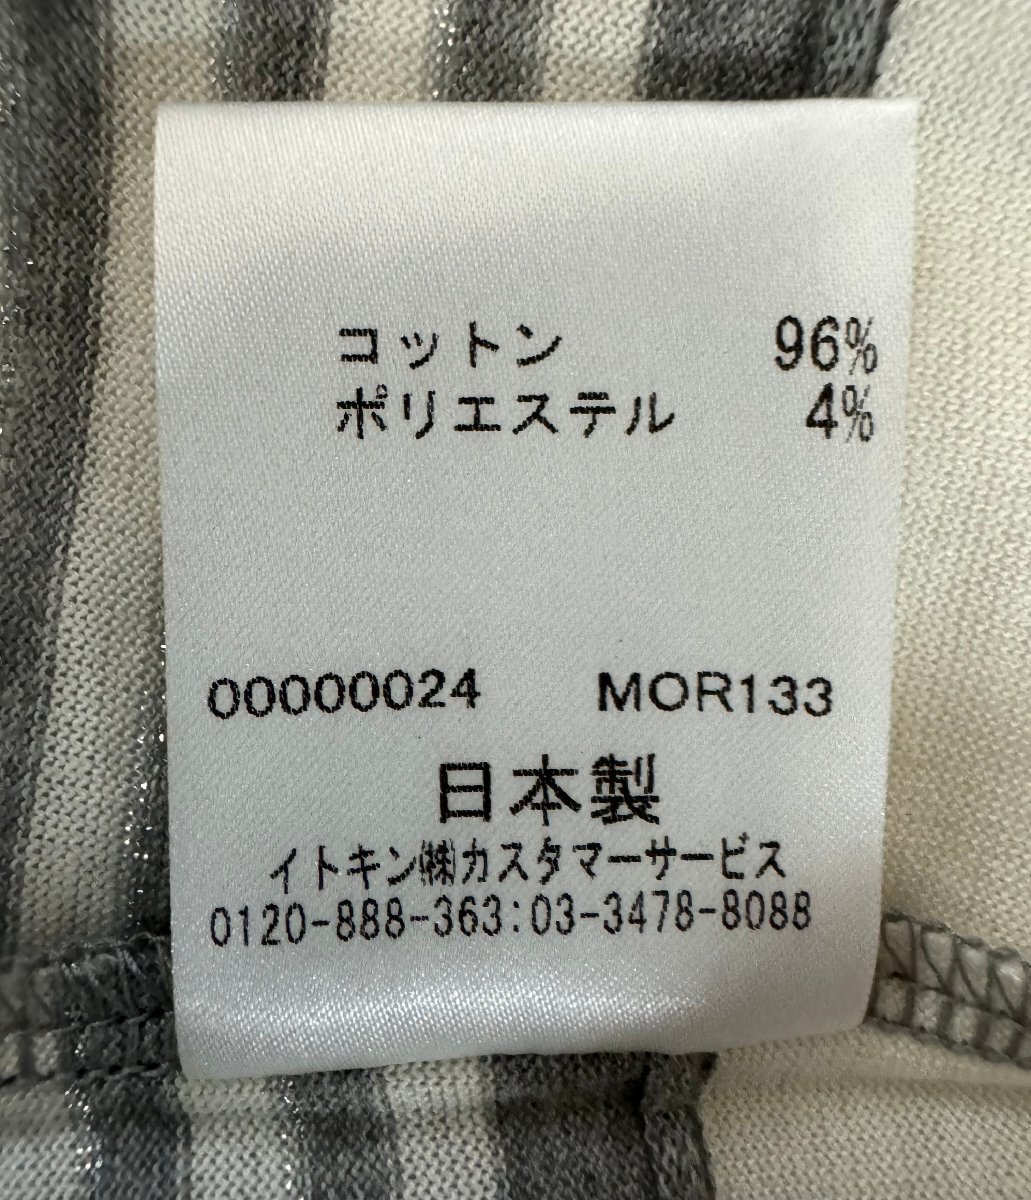 コットン 96%
ポリエステル 4%
00000024 MOR133
日本製
イトキン㈱カスタマーサービス
0120-888-363:03-3478-8088